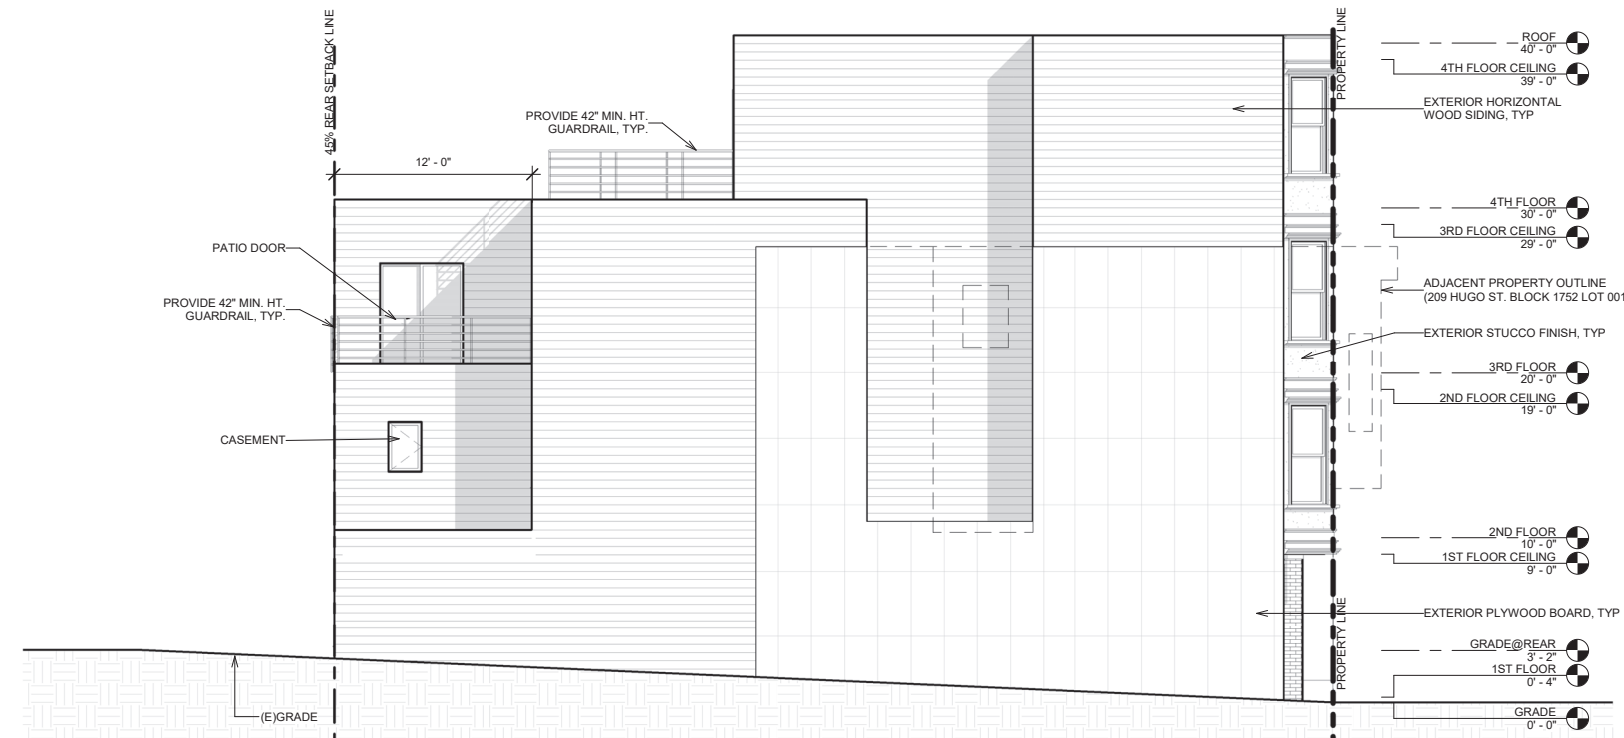 45% REAR SETBACK LINE
PROPERTY LINE
ROOF
40' - 0"
4TH FLOOR CEILING
39' - 0"
EXTERIOR HORIZONTAL
WOOD SIDING, TYP
PROVIDE 42" MIN. HT.
GUARDRAIL, TYP.
12' - 0"
4TH FLOOR
30' - 0"
3RD FLOOR CEILING
29' - 0"
PATIO DOOR
ADJACENT PROPERTY OUTLINE
(209 HUGO ST. BLOCK 1752 LOT 001
PROVIDE 42" MIN. HT.
GUARDRAIL, TYP.
EXTERIOR STUCCO FINISH, TYP
3RD FLOOR
20' - 0"
2ND FLOOR CEILING
19' - 0"
CASEMENT
2ND FLOOR
10' - 0"
1ST FLOOR CEILING
9' - 0"
EXTERIOR PLYWOOD BOARD, TYP
PROPERTY LINE
GRADE@REAR
3' - 2"
1ST FLOOR
0' - 4"
(E)GRADE
GRADE
0' - 0"